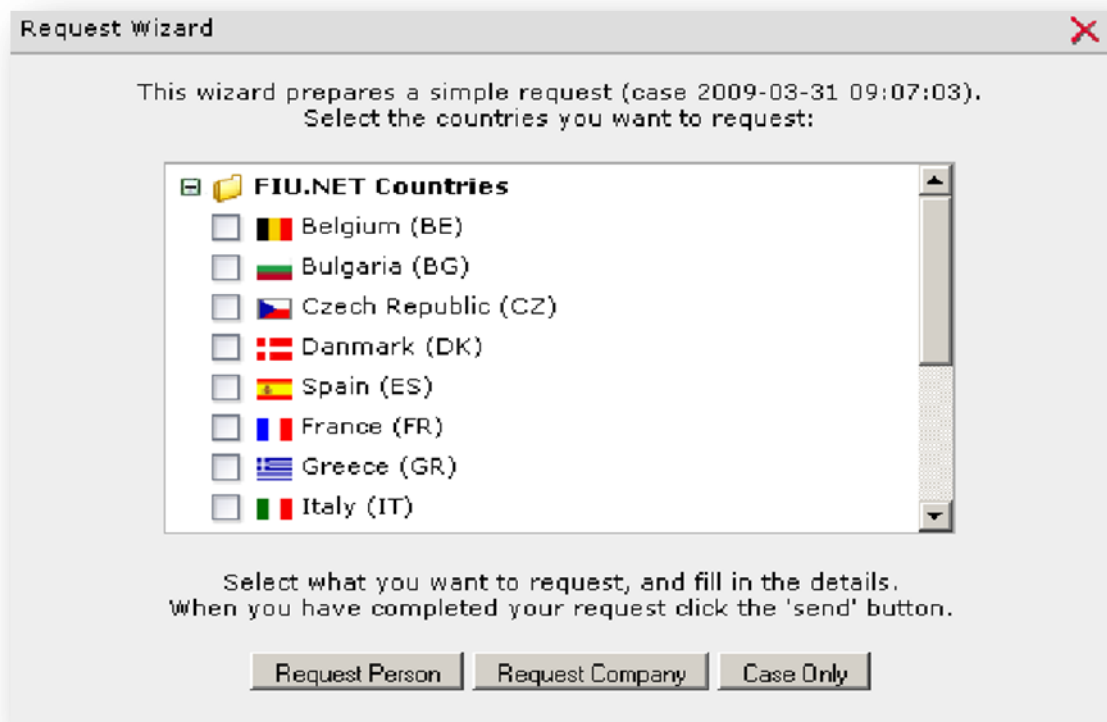 Request Wizard
This wizard prepares a simple request (case 2009-03-31 09:07:03).
Select the countries you want to request:
FIU.NET Countries
Belgium (BE)
Bulgaria (BG)
Czech Republic (CZ)
Danmark (DK)
Spain (ES)
France (FR)
Greece (GR)
Italy (IT)
Select what you want to request, and fill in the details.
When you have completed your request click the 'send' button.
Request Person Request Company Case Only